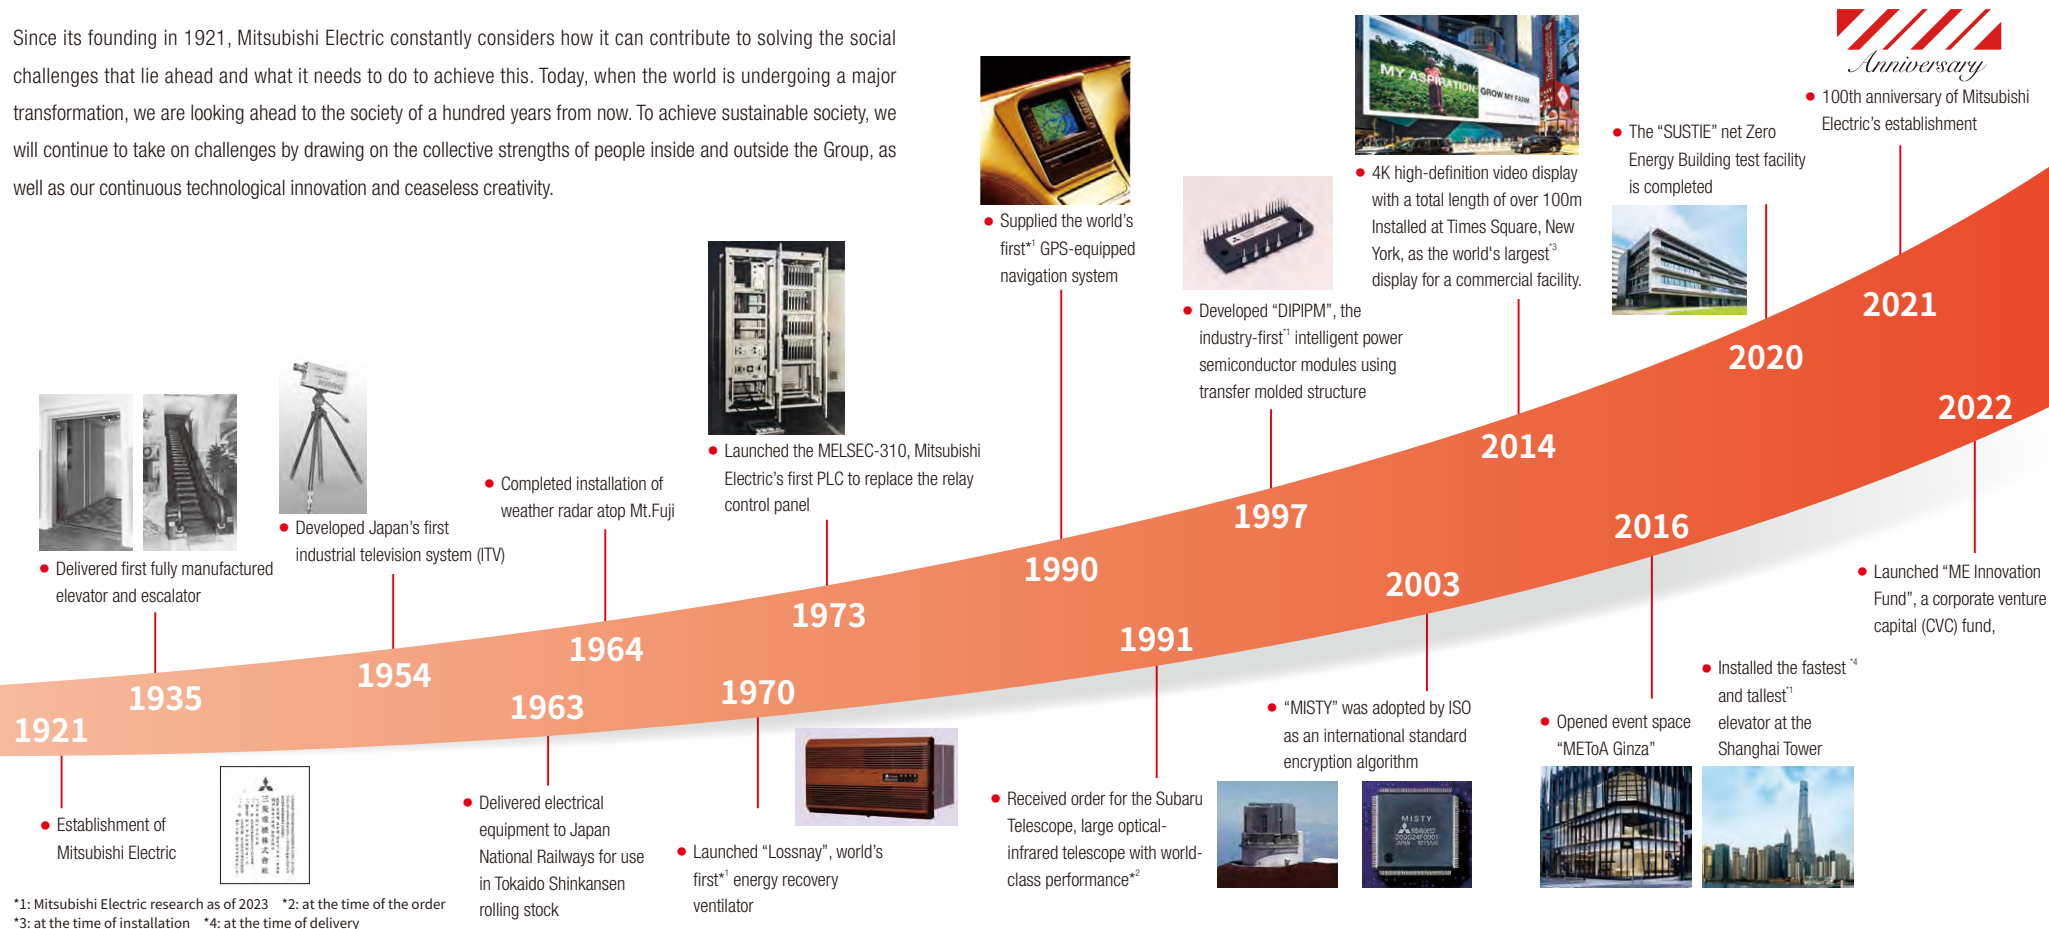 Since its founding in 1921, Mitsubishi Electric constantly considers how it can contribute to solving the social
challenges that lie ahead and what it needs to do to achieve this. Today, when the world is undergoing a major
transformation, we are looking ahead to the society of a hundred years from now. To achieve sustainable society, we
will continue to take on challenges by drawing on the collective strengths of people inside and outside the Group, as
well as our continuous technological innovation and ceaseless creativity.
1921
● Establishment of
Mitsubishi Electric
三菱電機株式會社
● Delivered first fully manufactured
elevator and escalator
1935
● Developed Japan's first
industrial television system (ITV)
1954
1963
● Delivered electrical
equipment to Japan
National Railways for use
in Tokaido Shinkansen
rolling stock
● Completed installation of
weather radar atop Mt.Fuji
1964
1970
● Launched “Lossnay”, world's
first*1 energy recovery
ventilator
● Launched the MELSEC-310, Mitsubishi
Electric's first PLC to replace the relay
control panel
1973
● Supplied the world's
first*1 GPS-equipped
navigation system
1990
1991
● Received order for the Subaru
Telescope, large optical-
infrared telescope with world-
class performance*2
● Developed “DIPIPM”, the
industry-first*1 intelligent power
semiconductor modules using
transfer molded structure
1997
2003
● “MISTY” was adopted by ISO
as an international standard
encryption algorithm
MISTY
JAPAN
MY ASPIRATION: GROW MY FARM
● 4K high-definition video display
with a total length of over 100m
Installed at Times Square, New
York, as the world's largest*3
display for a commercial facility.
2014
2016
● Opened event space
“METoA Ginza”
● Installed the fastest *4
and tallest*1
elevator at the
Shanghai Tower
● The “SUSTIE” net Zero
Energy Building test facility
is completed
2020
Anniversary
● 100th anniversary of Mitsubishi
Electric's establishment
2021
2022
● Launched “ME Innovation
Fund”, a corporate venture
capital (CVC) fund,
*1: Mitsubishi Electric research as of 2023 *2: at the time of the order
*3: at the time of installation *4: at the time of delivery